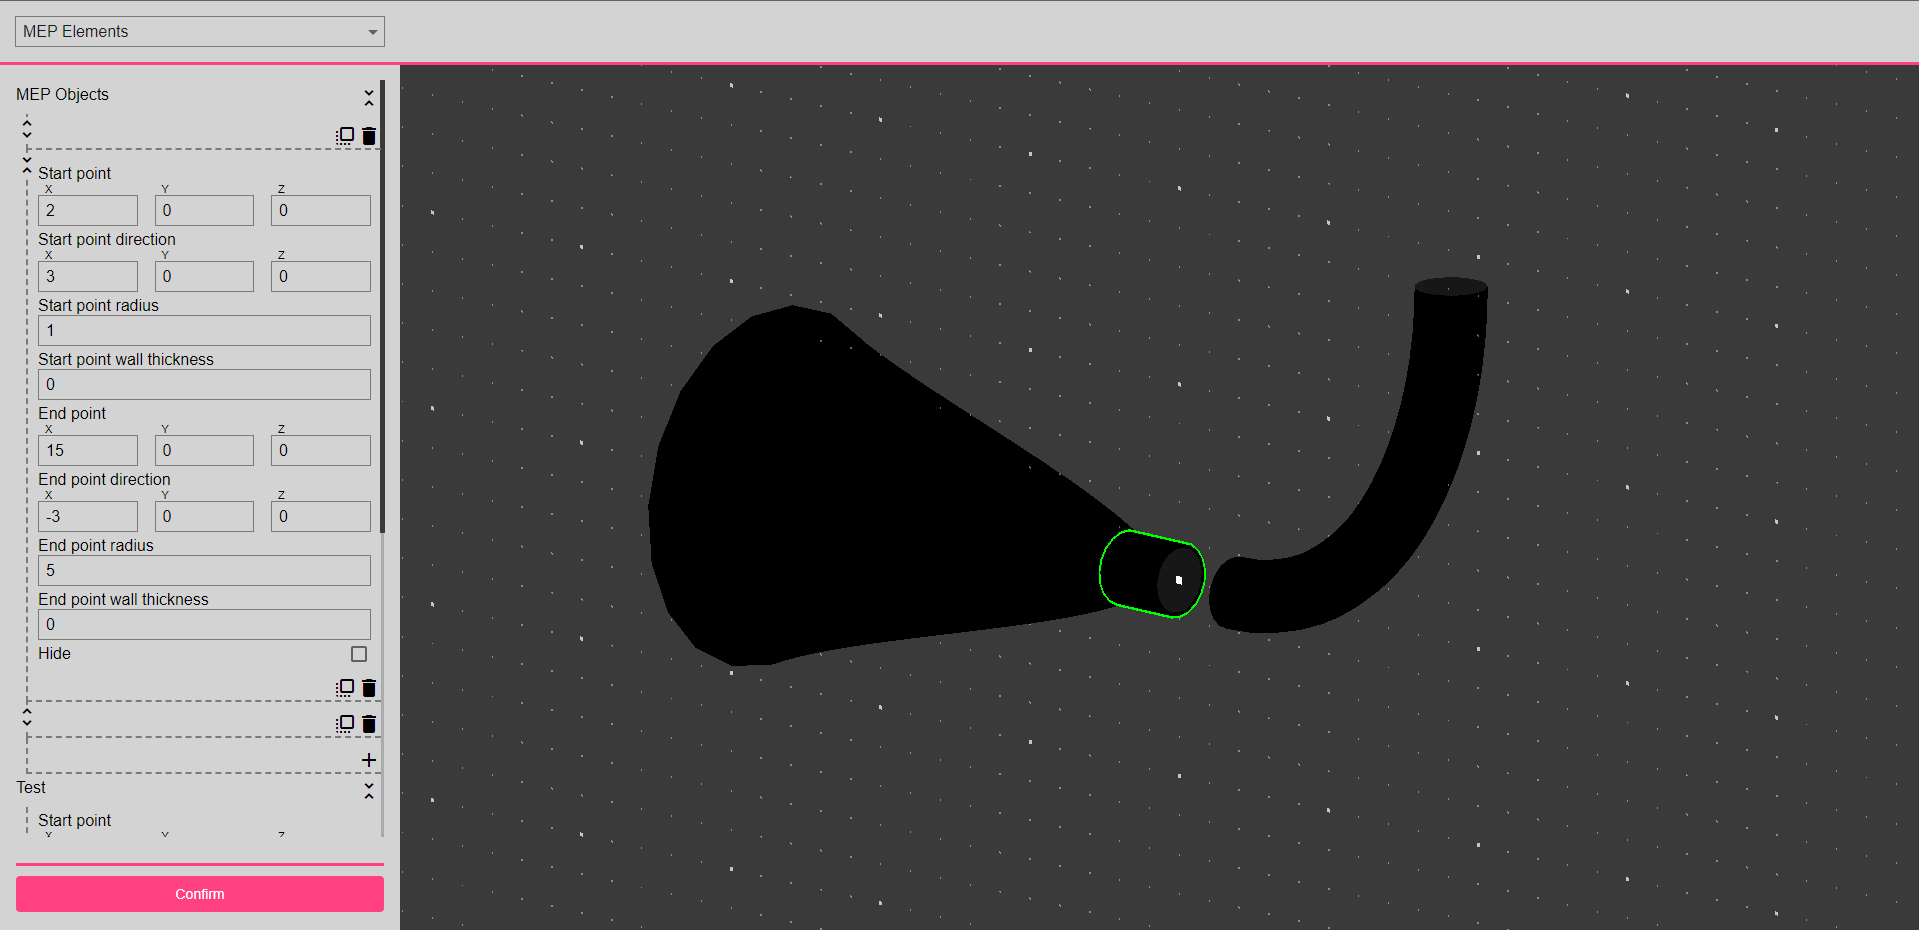 MEP Elements
MEP Objects
Start point
X Y Z
2 0 0
Start point direction
X Y Z
3 0 0
Start point radius
1
Start point wall thickness
0
End point
X Y Z
15 0 0
End point direction
X Y Z
-3 0 0
End point radius
5
End point wall thickness
0
Hide
Test
Start point
X Y Z
Confirm